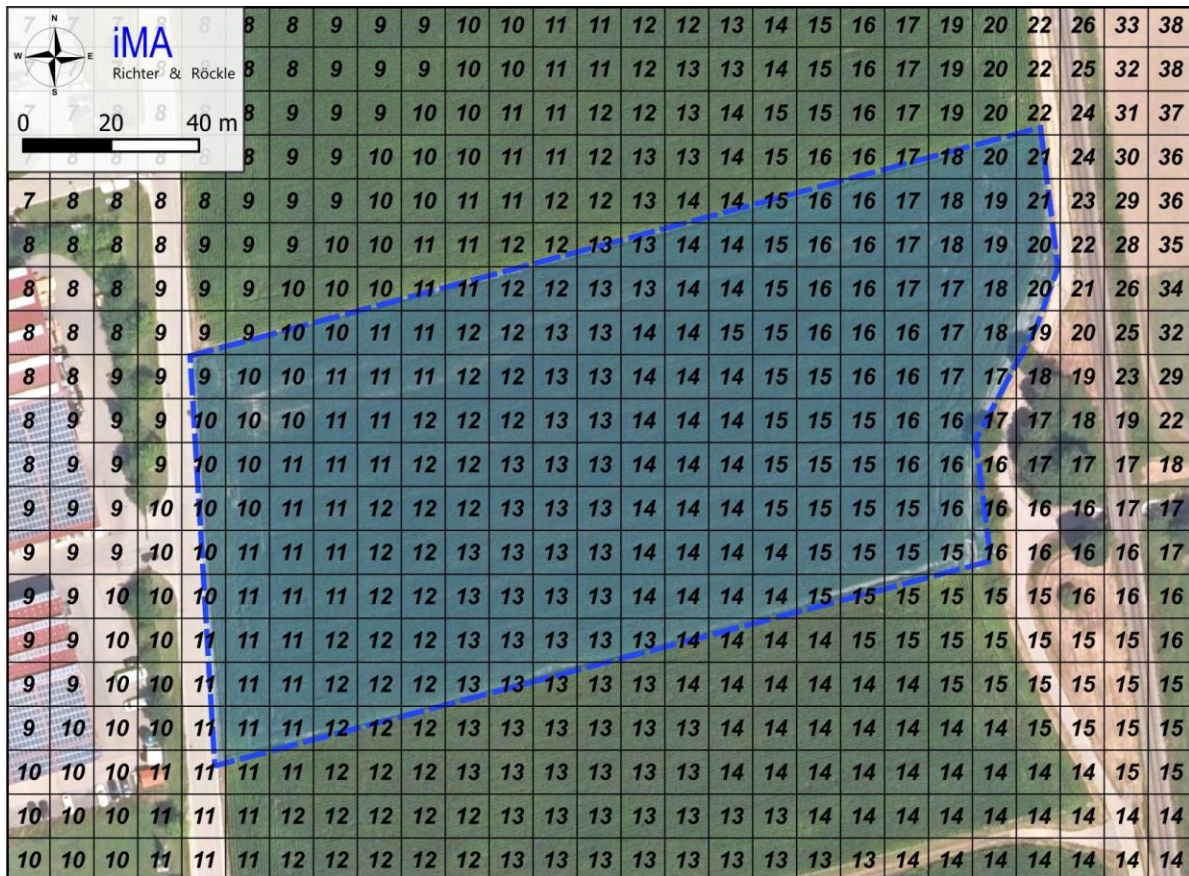 N
W E
S
iMA
Richter & Röckle
0 20 40 m
8 8 9 9 9 10 10 11 11 12 12 13 14 15 16 17 19 20 22 26 33 38
8 8 9 9 9 10 10 11 11 12 13 13 14 15 16 17 19 20 22 25 32 38
8 9 9 9 10 10 11 11 12 12 13 14 15 15 16 17 19 20 22 24 31 37
8 9 9 10 10 10 11 11 12 13 13 14 15 16 16 17 18 20 21 24 30 36
7 8 8 8 8 9 9 9 10 10 11 11 12 12 13 14 14 15 16 16 17 18 19 21 23 29 36
8 8 8 8 9 9 9 10 10 11 11 12 12 13 13 14 14 15 16 16 17 18 19 20 22 28 35
8 8 8 9 9 9 10 10 10 11 11 12 12 13 13 14 14 15 16 16 17 17 18 20 21 26 34
8 8 8 9 9 9 10 10 11 11 12 12 13 13 14 14 15 15 16 16 16 17 18 19 20 25 32
8 8 9 9 9 10 10 11 11 11 12 12 13 13 14 14 14 15 15 16 16 17 17 18 19 23 29
8 9 9 9 10 10 10 11 11 12 12 12 13 13 14 14 14 15 15 15 16 16 17 17 18 19 22
8 9 9 9 10 10 11 11 11 12 12 13 13 13 14 14 14 15 15 15 16 16 16 17 17 17 18
9 9 9 10 10 10 11 11 12 12 12 13 13 13 14 14 14 15 15 15 15 16 16 16 16 17 17
9 9 9 10 10 11 11 11 12 12 13 13 13 13 14 14 14 14 15 15 15 15 16 16 16 16 17
9 9 10 10 10 11 11 11 12 12 13 13 13 13 14 14 14 14 15 15 15 15 15 15 16 16 16
9 9 10 10 11 11 11 12 12 12 13 13 13 13 13 14 14 14 14 15 15 15 15 15 15 15 16
9 9 10 10 11 11 11 12 12 12 13 13 13 13 13 14 14 14 14 14 14 15 15 15 15 15 15
9 10 10 10 11 11 11 12 12 12 13 13 13 13 13 13 14 14 14 14 14 14 14 15 15 15 15
10 10 10 11 11 11 11 12 12 12 13 13 13 13 13 13 14 14 14 14 14 14 14 14 14 15 15
10 10 10 11 11 11 12 12 12 12 13 13 13 13 13 13 13 14 14 14 14 14 14 14 14 14 14
10 10 10 11 11 11 12 12 12 12 12 13 13 13 13 13 13 13 13 13 14 14 14 14 14 14 14